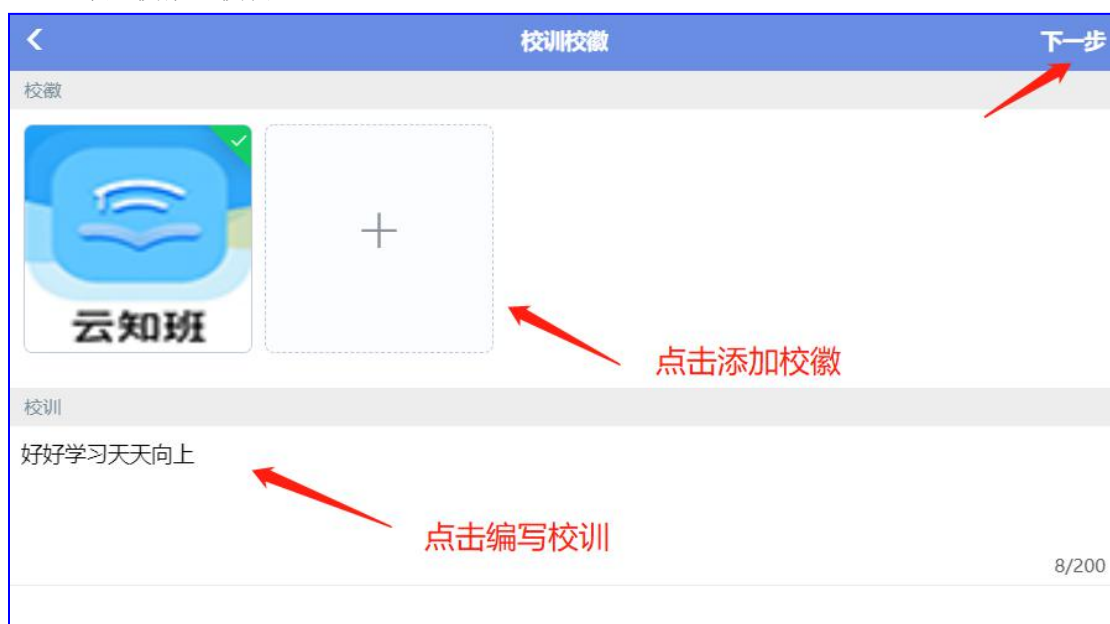 校训校徽 下一步
校徽
云知班
点击添加校徽
校训
好好学习天天向上
点击编写校训
8/200